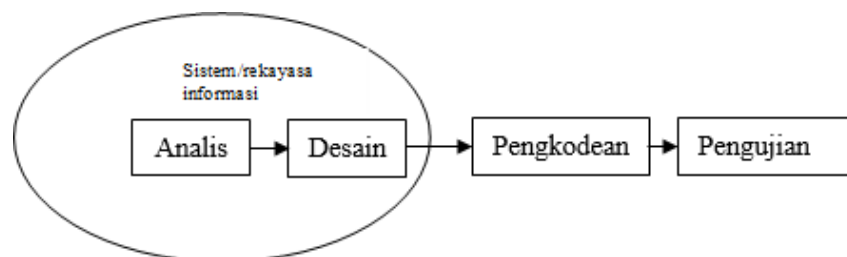 Sistem/rekayasa
informasi
Analis
Desain
Pengkodean
Pengujian